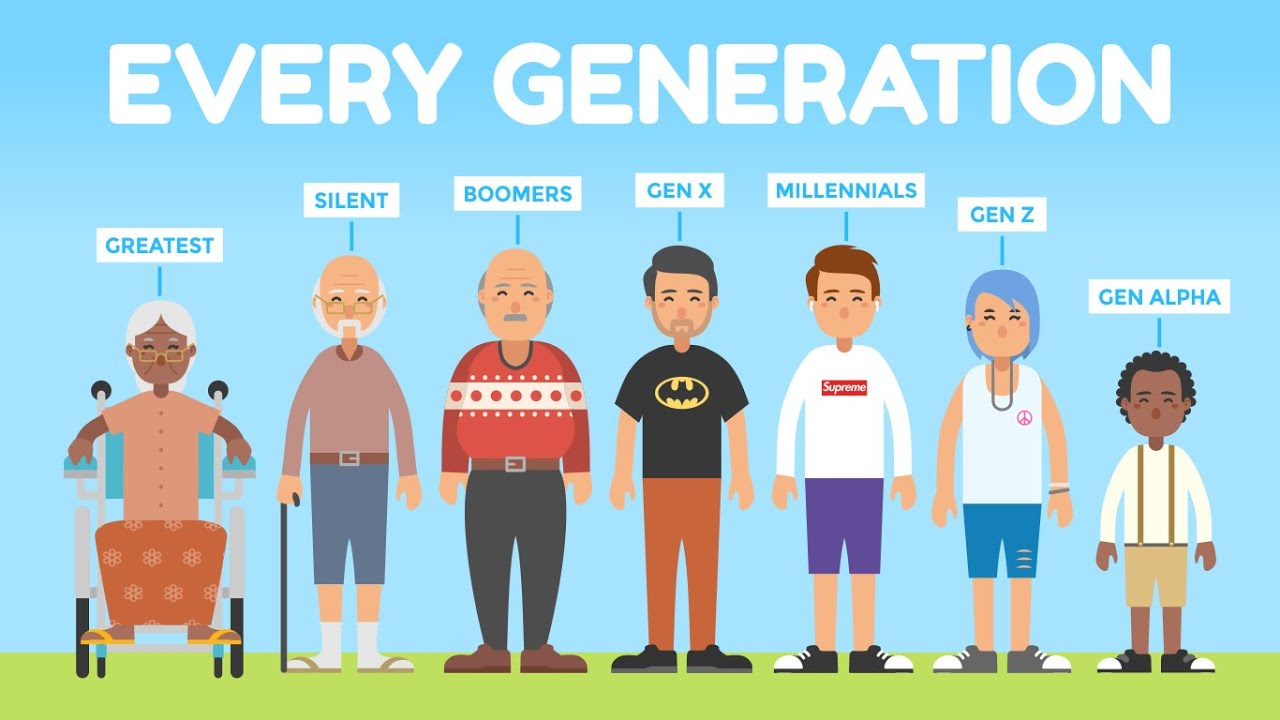 EVERY GENERATION
GREATEST
SILENT
BOOMERS
GEN X
MILLENNIALS
GEN Z
GEN ALPHA
Supreme